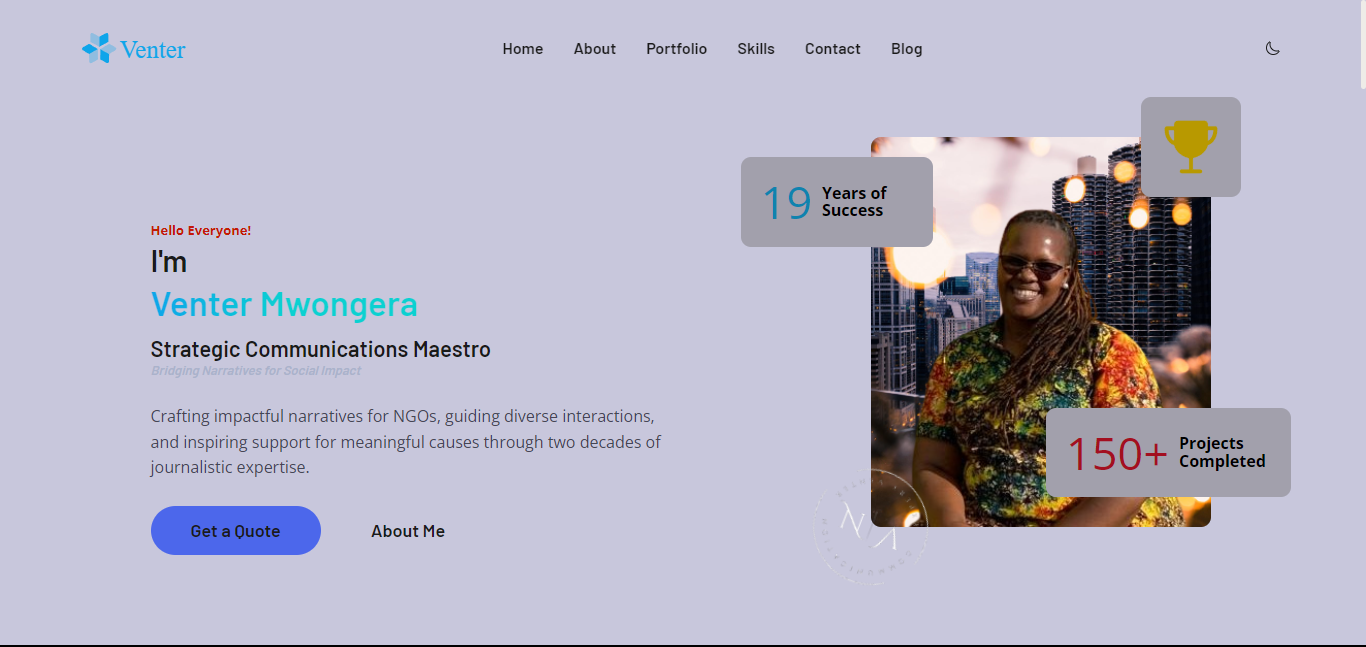 Venter
Home About Portfolio Skills Contact Blog
Hello Everyone!
I'm
Venter Mwongera
Strategic Communications Maestro
Bridging Narratives for Social Impact
Crafting impactful narratives for NGOs, guiding diverse interactions,
and inspiring support for meaningful causes through two decades of
journalistic expertise.
Get a Quote
About Me
19 Years of
Success
150+ Projects
Completed